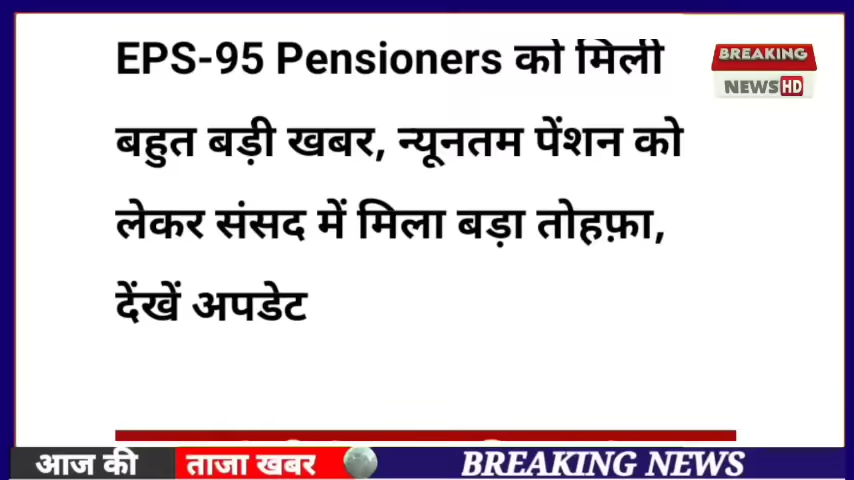 EPS-95 Pensioners को मिली
BREAKING
NEWS HD
बहुत बड़ी खबर, न्यूनतम पेंशन को
लेकर संसद में मिला बड़ा तोहफ़ा,
देंखें अपडेट
आज की ताजा खबर BREAKING NEWS